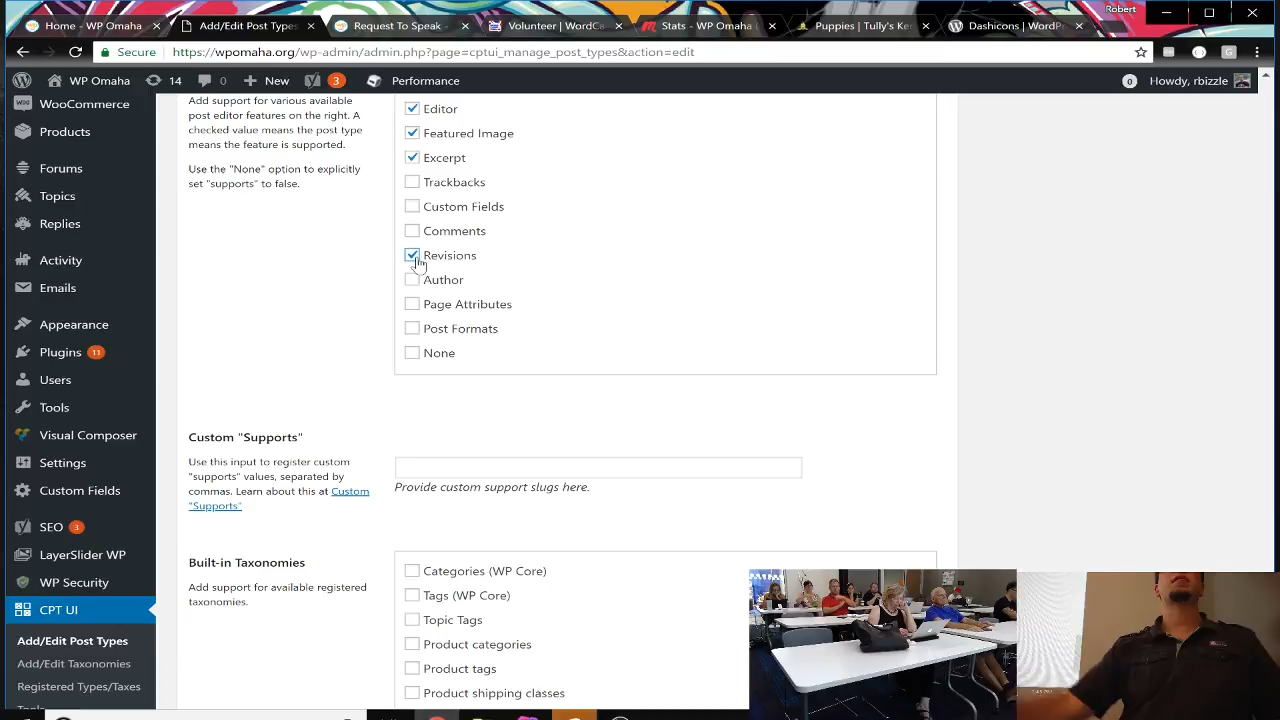 Robert
Home - WP Omaha
Add/Edit Post Types
Request To Speak
Volunteer | WordCa
Stats - WP Omaha
Puppies | Tully's Ker
Dashicons | WordPr
Secure https://wpomaha.org/wp-admin/admin.php?page=cptui_manage_post_types&action=edit
WP Omaha 14 0 New 3 Performance 0 Howdy, rbizzle
WooCommerce
Products
Forums
Topics
Replies
Activity
Emails
Appearance
Plugins 11
Users
Tools
Visual Composer
Settings
Custom Fields
SEO 3
LayerSlider WP
WP Security
CPT UI
Add/Edit Post Types
Add/Edit Taxonomies
Registered Types/Taxes
Tools
Add support for various available
post editor features on the right. A
checked value means the post type
means the feature is supported.
Use the "None" option to explicitly
set "supports" to false.
Editor
Featured Image
Excerpt
Trackbacks
Custom Fields
Comments
Revisions
Author
Page Attributes
Post Formats
None
Custom "Supports"
Use this input to register custom
"supports" values, separated by
commas. Learn about this at Custom
"Supports"
Provide custom support slugs here.
Built-in Taxonomies
Add support for available registered
taxonomies.
Categories (WP Core)
Tags (WP Core)
Topic Tags
Product categories
Product tags
Product shipping classes